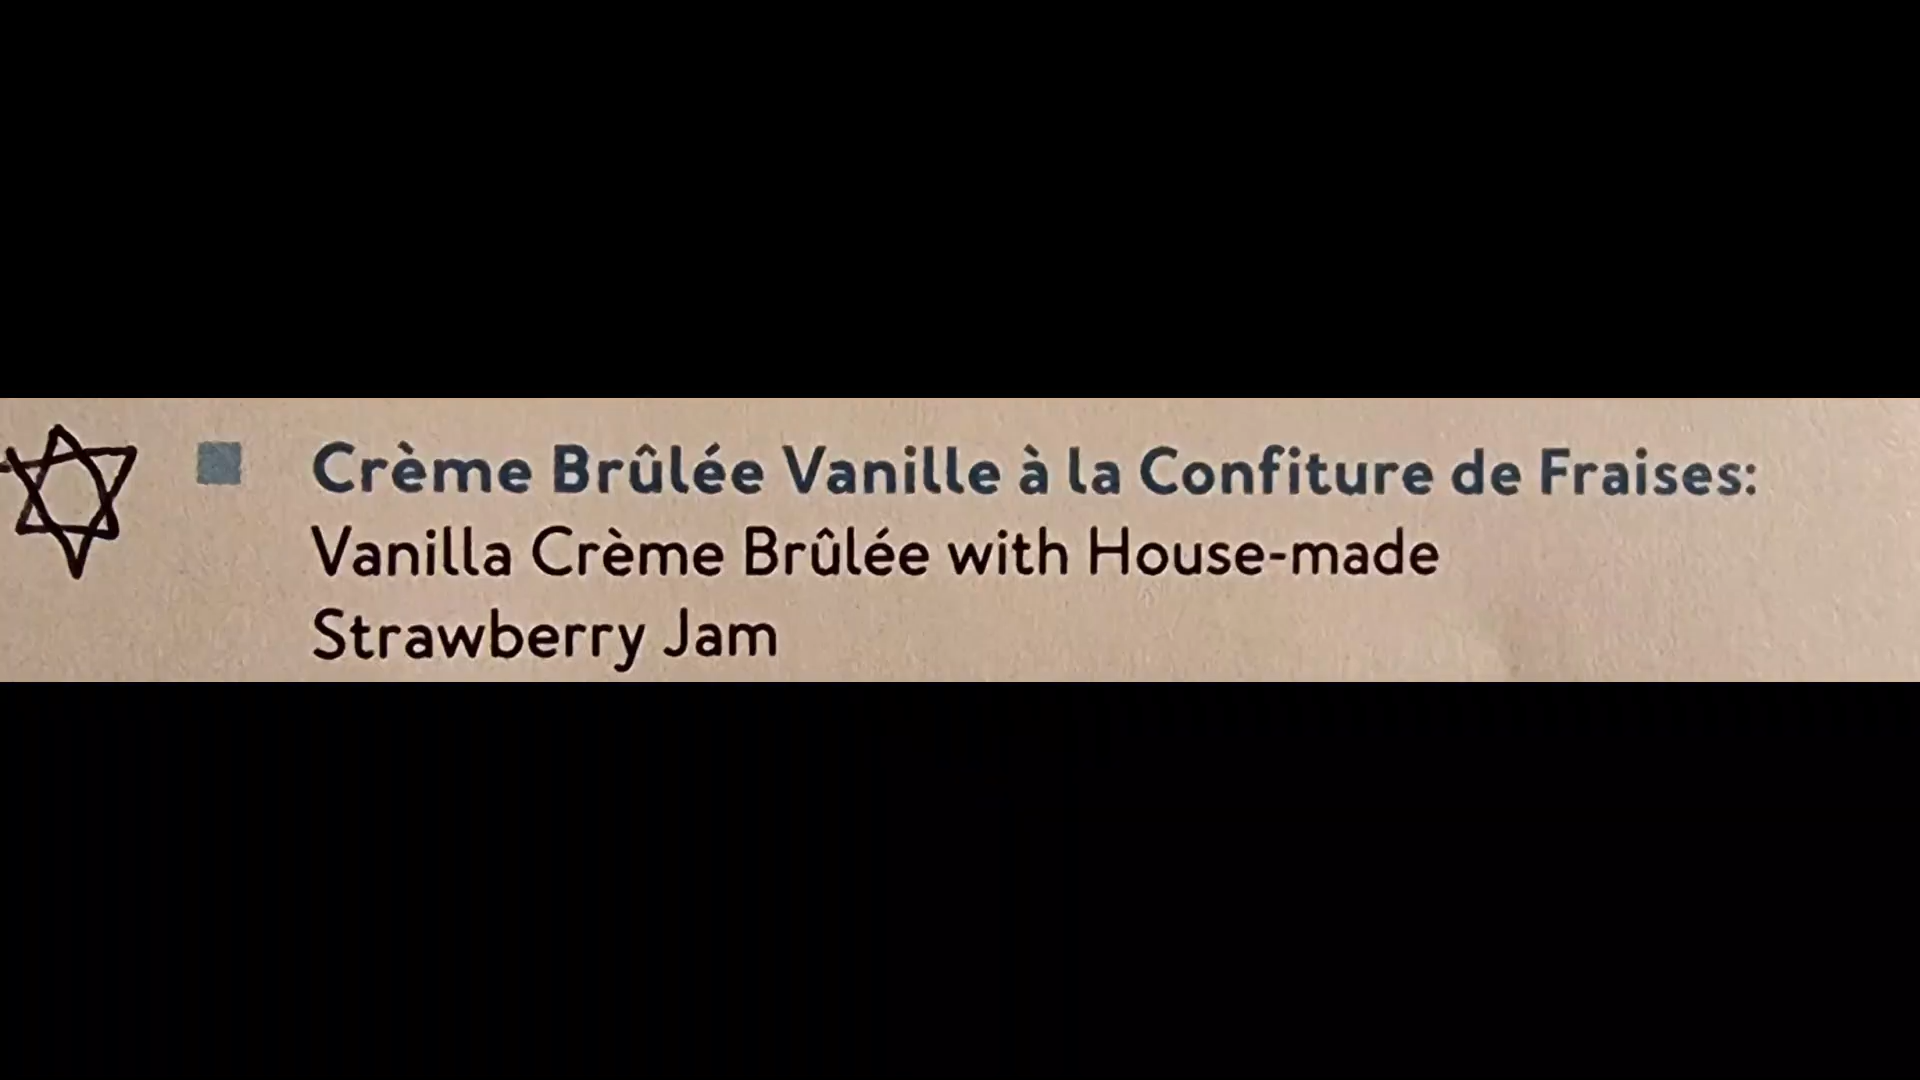 Crème Brûlée Vanille à la Confiture de Fraises:
Vanilla Crème Brûlée with House-made
Strawberry Jam